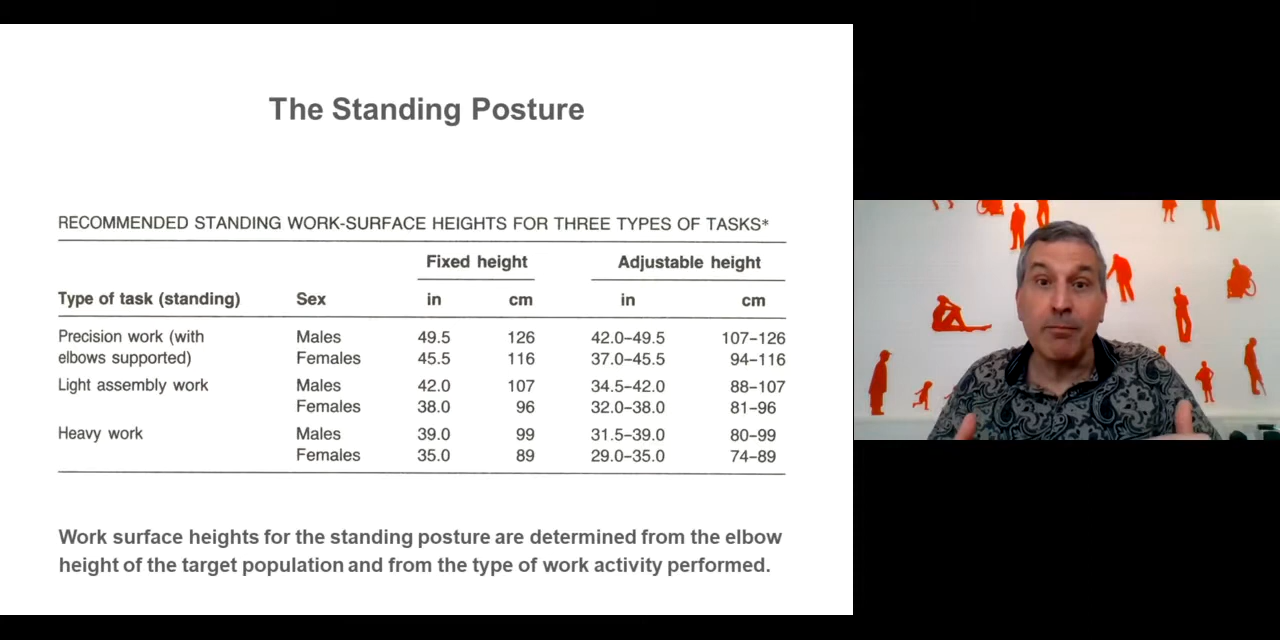 The Standing Posture
RECOMMENDED STANDING WORK-SURFACE HEIGHTS FOR THREE TYPES OF TASKS*
Fixed height Adjustable height
Type of task (standing) Sex in cm in cm
Precision work (with Males 49.5 126 42.0–49.5 107–126
elbows supported) Females 45.5 116 37.0–45.5 94–116
Light assembly work Males 42.0 107 34.5–42.0 88–107
Females 38.0 96 32.0–38.0 81–96
Heavy work Males 39.0 99 31.5–39.0 80–99
Females 35.0 89 29.0–35.0 74–89
Work surface heights for the standing posture are determined from the elbow
height of the target population and from the type of work activity performed.